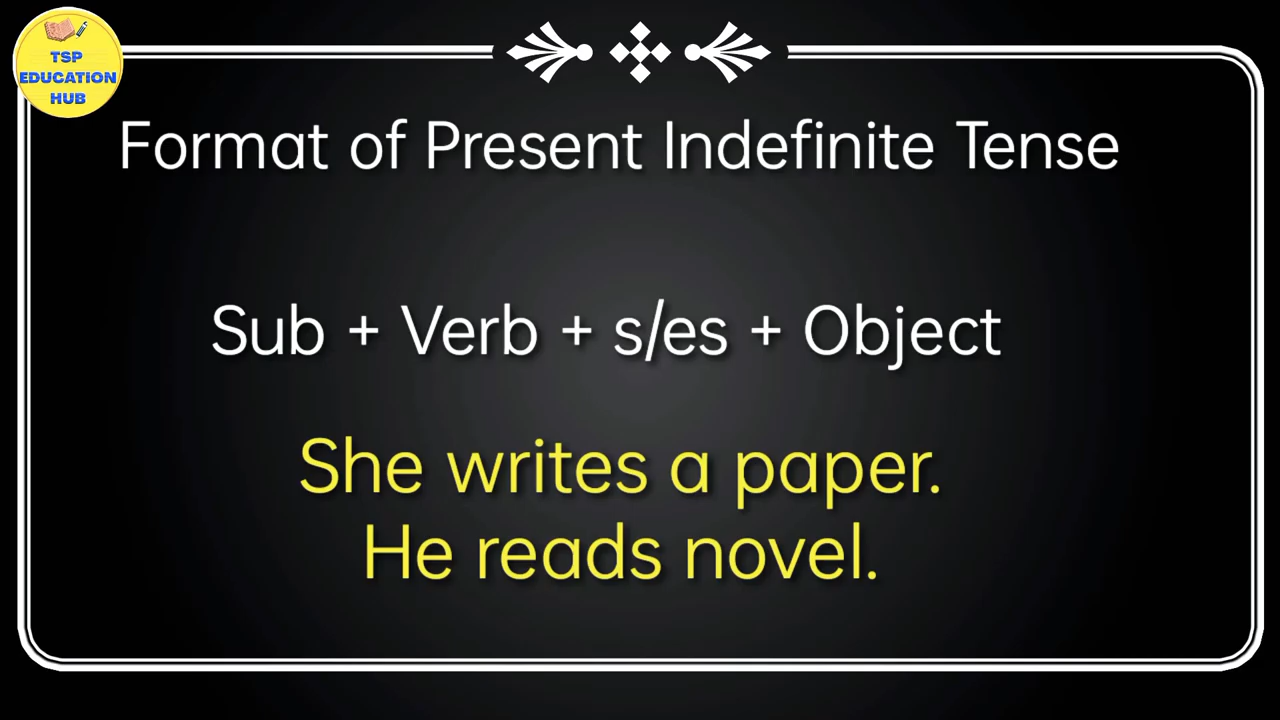 TSP
EDUCATION
HUB
Format of Present Indefinite Tense
Sub + Verb + s/es + Object
She writes a paper.
He reads novel.